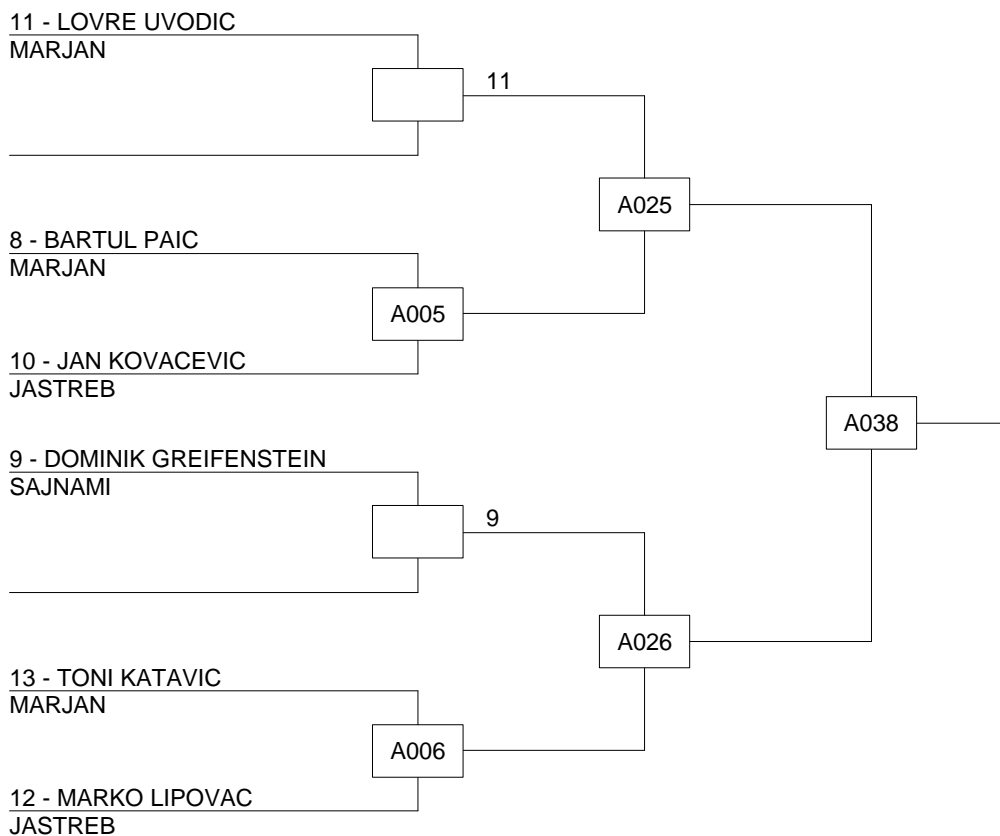 11 - LOVRE UVODIC
MARJAN
11
A025
8 - BARTUL PAIC
MARJAN
A005
10 - JAN KOVACEVIC
JASTREB
A038
9 - DOMINIK GREIFENSTEIN
SAJNAMI
9
A026
13 - TONI KATAVIC
MARJAN
A006
12 - MARKO LIPOVAC
JASTREB